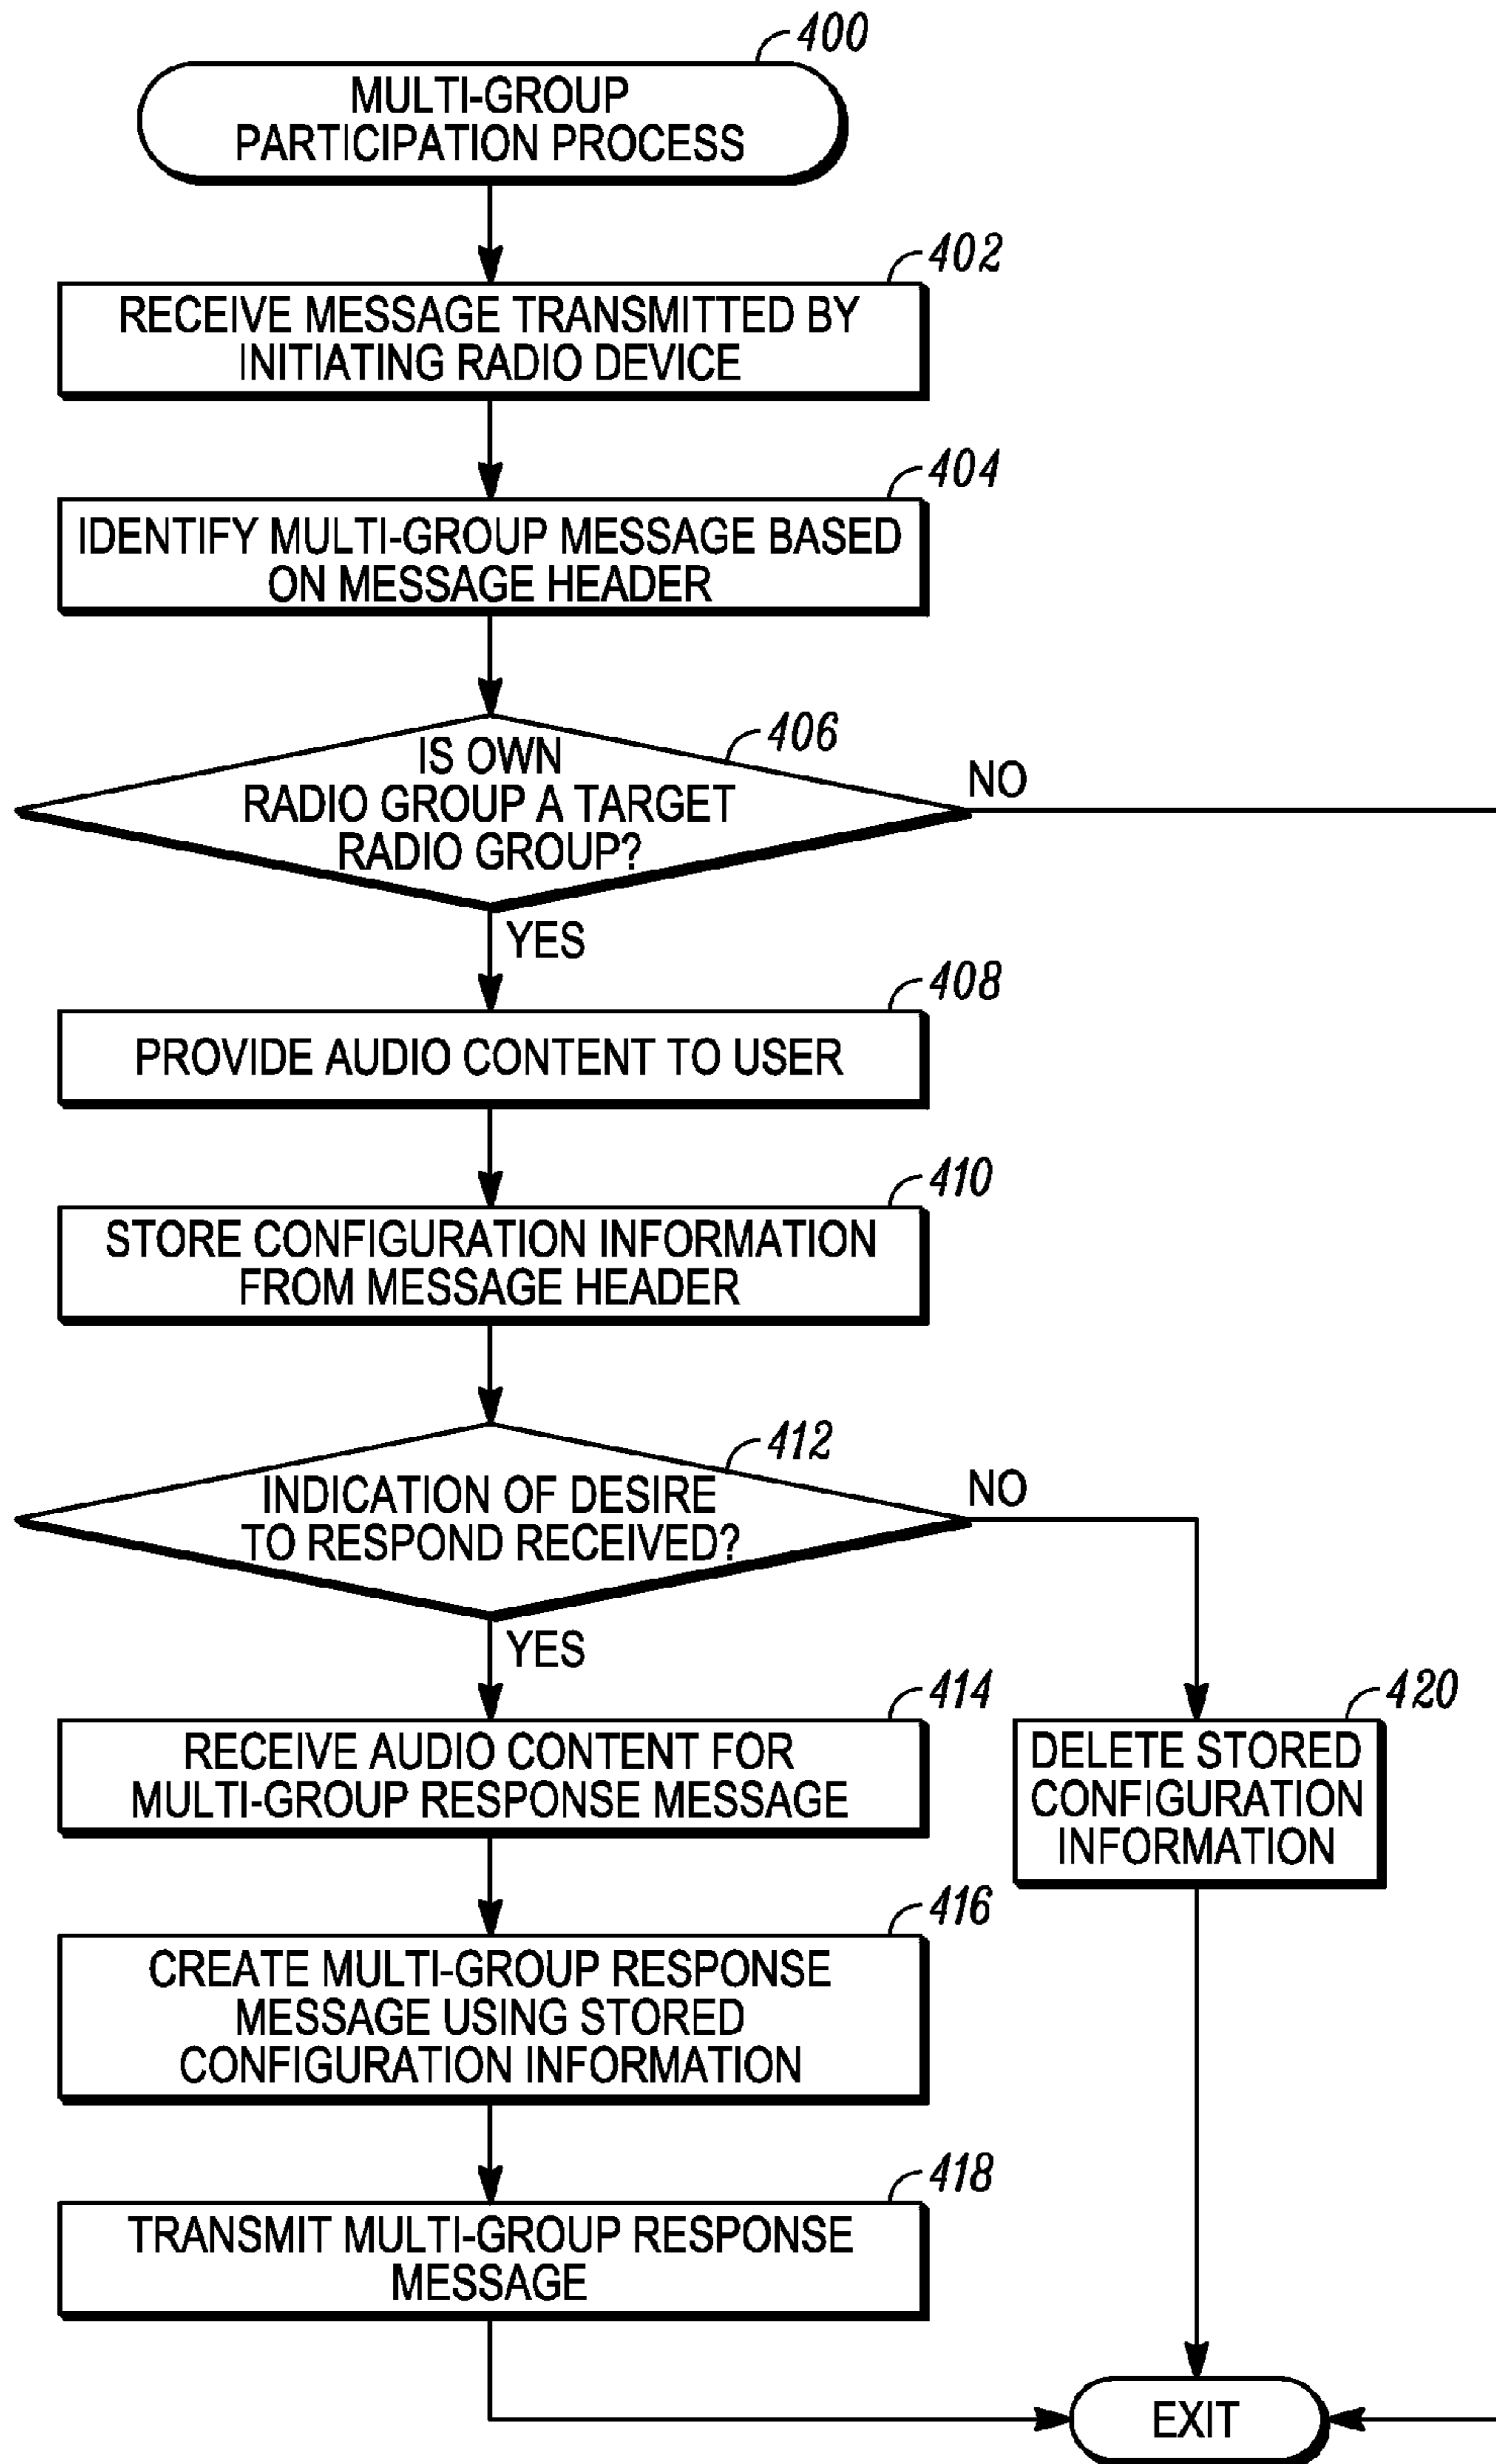 400
MULTI-GROUP
PARTICIPATION PROCESS
402
RECEIVE MESSAGE TRANSMITTED BY
INITIATING RADIO DEVICE
404
IDENTIFY MULTI-GROUP MESSAGE BASED
ON MESSAGE HEADER
406
IS OWN
RADIO GROUP A TARGET
RADIO GROUP?
NO
YES
408
PROVIDE AUDIO CONTENT TO USER
410
STORE CONFIGURATION INFORMATION
FROM MESSAGE HEADER
412
INDICATION OF DESIRE
TO RESPOND RECEIVED?
NO
YES
414
RECEIVE AUDIO CONTENT FOR
MULTI-GROUP RESPONSE MESSAGE
420
DELETE STORED
CONFIGURATION
INFORMATION
416
CREATE MULTI-GROUP RESPONSE
MESSAGE USING STORED
CONFIGURATION INFORMATION
418
TRANSMIT MULTI-GROUP RESPONSE
MESSAGE
EXIT